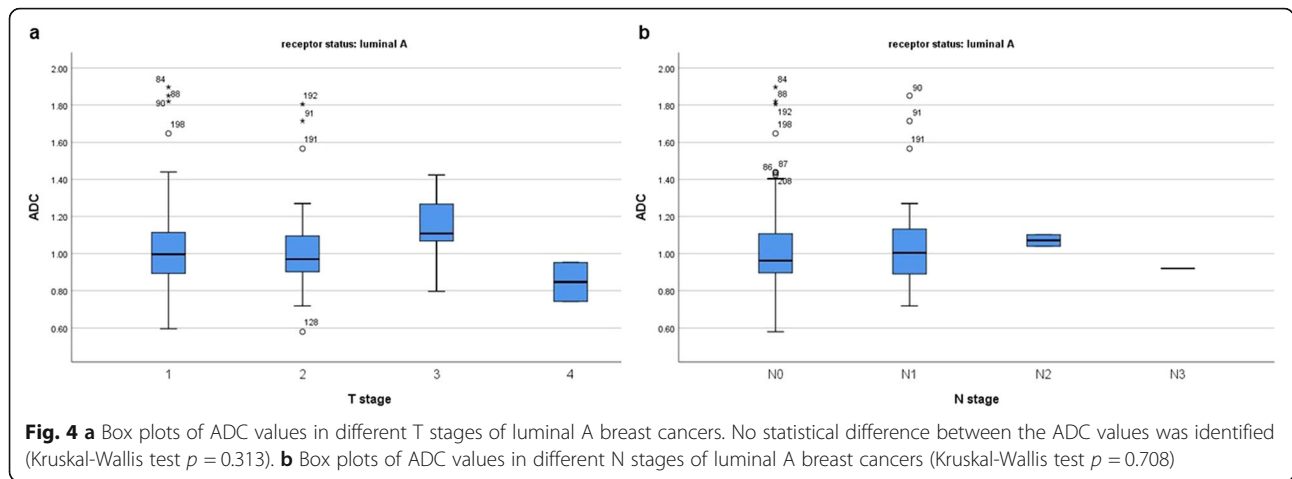 a
receptor status: luminal A
2.00
1.80
1.60
1.40
1.20
1.00
0.80
0.60
ADC
84
88
90
198
192
91
191
128
1 2 3 4
T stage
b
receptor status: luminal A
2.00
1.80
1.60
1.40
1.20
1.00
0.80
0.60
ADC
84
88
192
198
86 87
208
90
91
191
N0 N1 N2 N3
N stage
Fig. 4 a Box plots of ADC values in different T stages of luminal A breast cancers. No statistical difference between the ADC values was identified
(Kruskal-Wallis test p = 0.313). b Box plots of ADC values in different N stages of luminal A breast cancers (Kruskal-Wallis test p = 0.708)